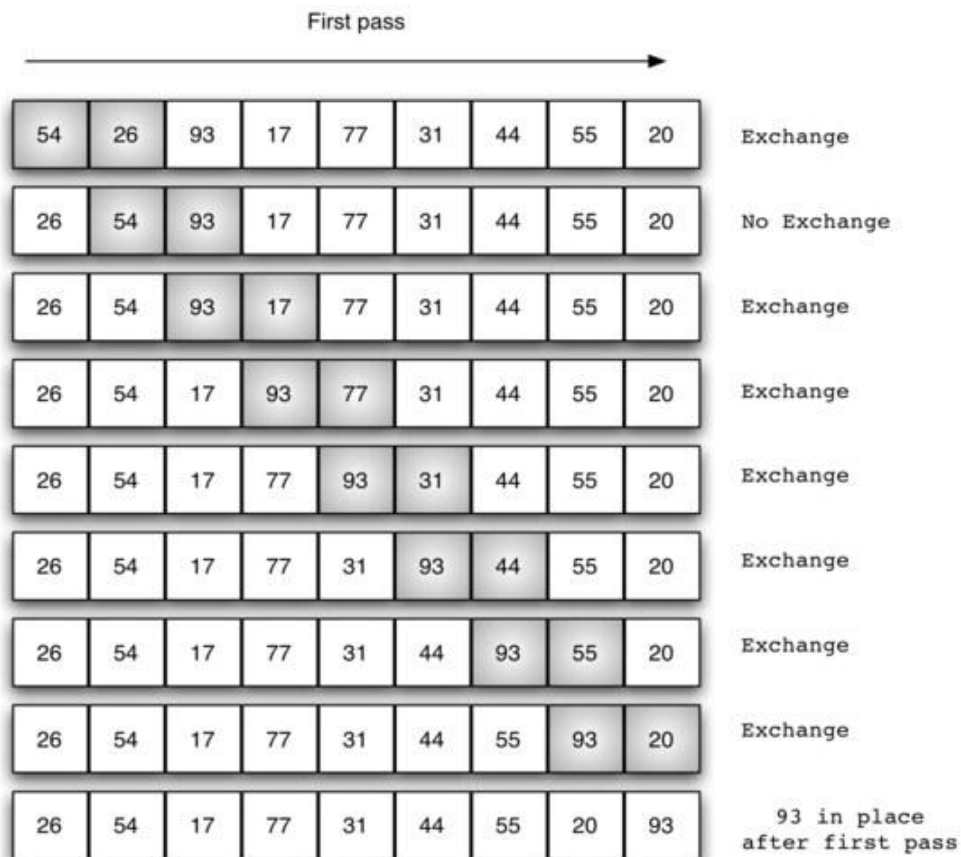 First pass
54 26 93 17 77 31 44 55 20 Exchange
26 54 93 17 77 31 44 55 20 No Exchange
26 54 93 17 77 31 44 55 20 Exchange
26 54 17 93 77 31 44 55 20 Exchange
26 54 17 77 93 31 44 55 20 Exchange
26 54 17 77 31 93 44 55 20 Exchange
26 54 17 77 31 44 93 55 20 Exchange
26 54 17 77 31 44 55 93 20 Exchange
26 54 17 77 31 44 55 20 93 93 in place
after first pass